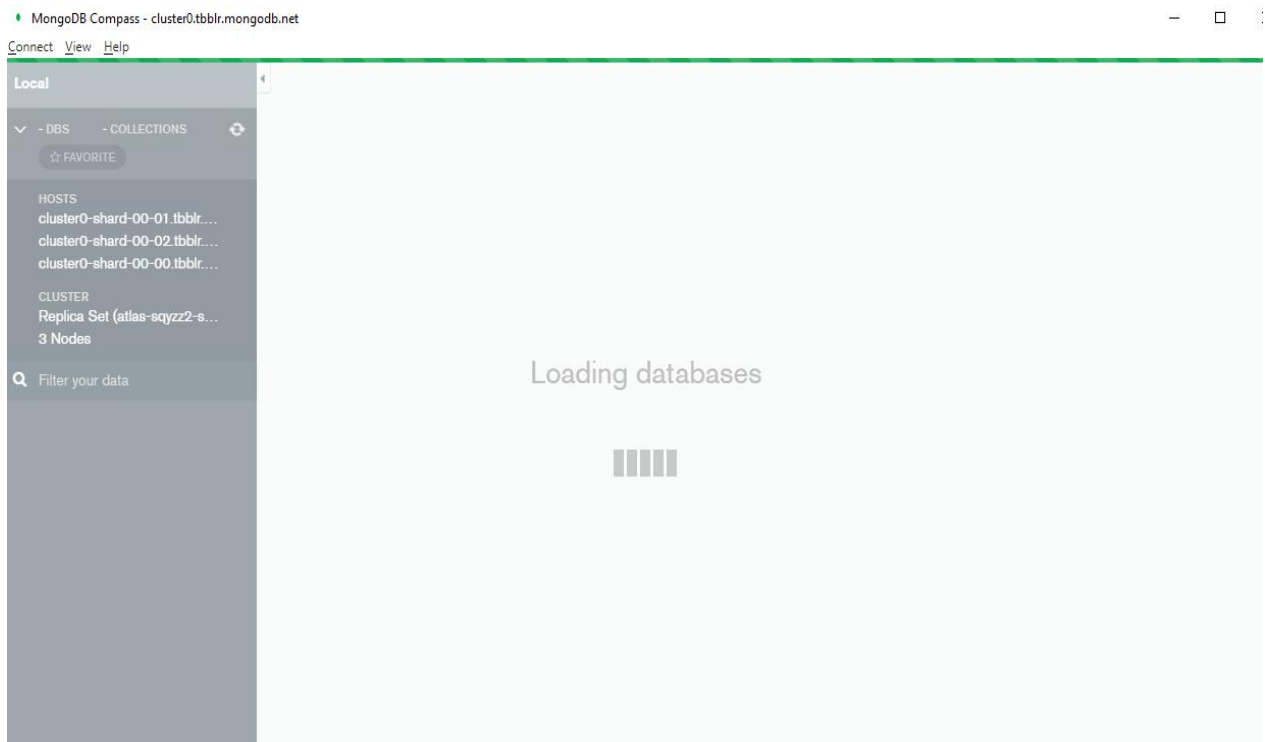 MongoDB Compass - cluster0.tbblr.mongodb.net
Connect View Help
Local
- DBS - COLLECTIONS
FAVORITE
HOSTS
cluster0-shard-00-01.tbblr....
cluster0-shard-00-02.tbblr....
cluster0-shard-00-00.tbblr....
CLUSTER
Replica Set (atlas-sqyzz2-s...
3 Nodes
Filter your data
Loading databases